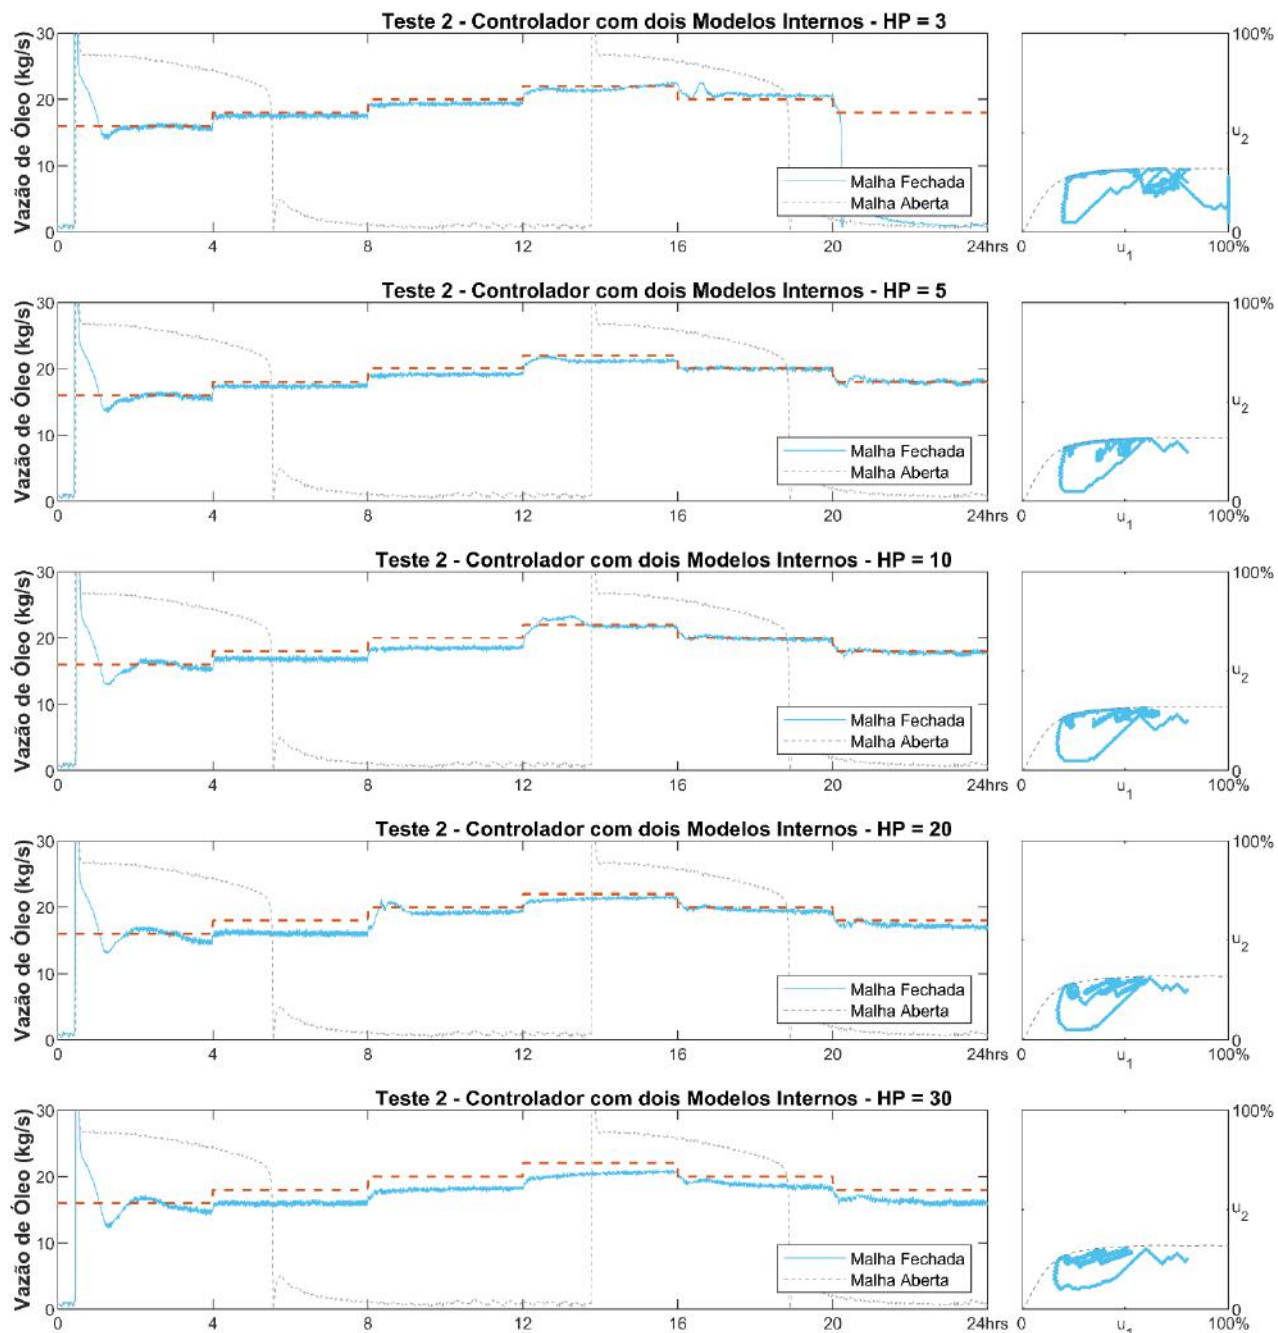 Teste 2 - Controlador com dois Modelos Internos - HP = 3
Vazão de Óleo (kg/s)
30
20
10
0
0
4
8
12
16
20
24hrs
Malha Fechada
Malha Aberta
100%
u2
0
0
u1
100%
Teste 2 - Controlador com dois Modelos Internos - HP = 5
Vazão de Óleo (kg/s)
30
20
10
0
0
4
8
12
16
20
24hrs
Malha Fechada
Malha Aberta
100%
u2
0
0
u1
100%
Teste 2 - Controlador com dois Modelos Internos - HP = 10
Vazão de Óleo (kg/s)
30
20
10
0
0
4
8
12
16
20
24hrs
Malha Fechada
Malha Aberta
100%
u2
0
0
u1
100%
Teste 2 - Controlador com dois Modelos Internos - HP = 20
Vazão de Óleo (kg/s)
30
20
10
0
0
4
8
12
16
20
24hrs
Malha Fechada
Malha Aberta
100%
u2
0
0
u1
100%
Teste 2 - Controlador com dois Modelos Internos - HP = 30
Vazão de Óleo (kg/s)
30
20
10
0
0
4
8
12
16
20
24hrs
Malha Fechada
Malha Aberta
100%
u2
0
0
u1
100%